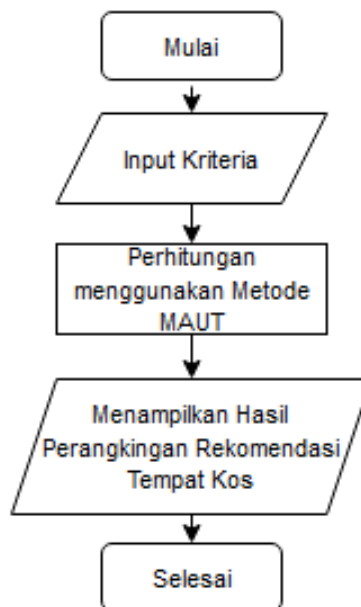 Mulai
Input Kriteria
Perhitungan
menggunakan Metode
MAUT
Menampilkan Hasil
Perangkingan Rekomendasi
Tempat Kos
Selesai